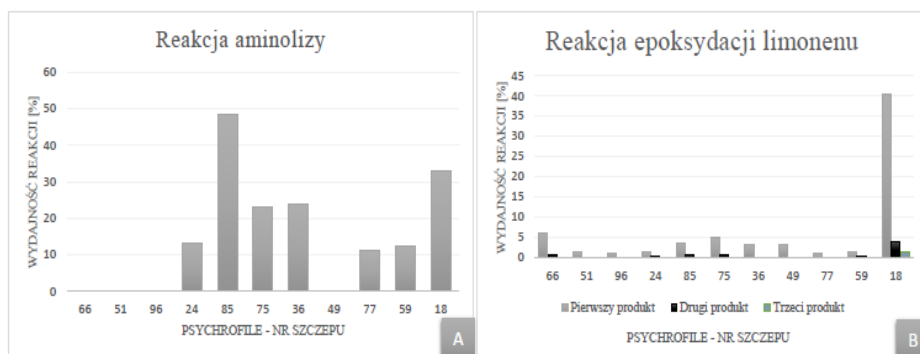 Reakcja aminolizy
WYDAJNOŚĆ REAKCJI [%]
60
50
40
30
20
10
0
66 51 96 24 85 75 36 49 77 59 18
PSYCHROFILE - NR SZCZEPU
A
Reakcja epoksydacji limonenu
WYDAJNOŚĆ REAKCJI [%]
45
40
35
30
25
20
15
10
5
0
66 51 96 24 85 75 36 49 77 59 18
Pierwszy produkt Drugi produkt Trzeci produkt
PSYCHROFILE - NR SZCZEPU
B